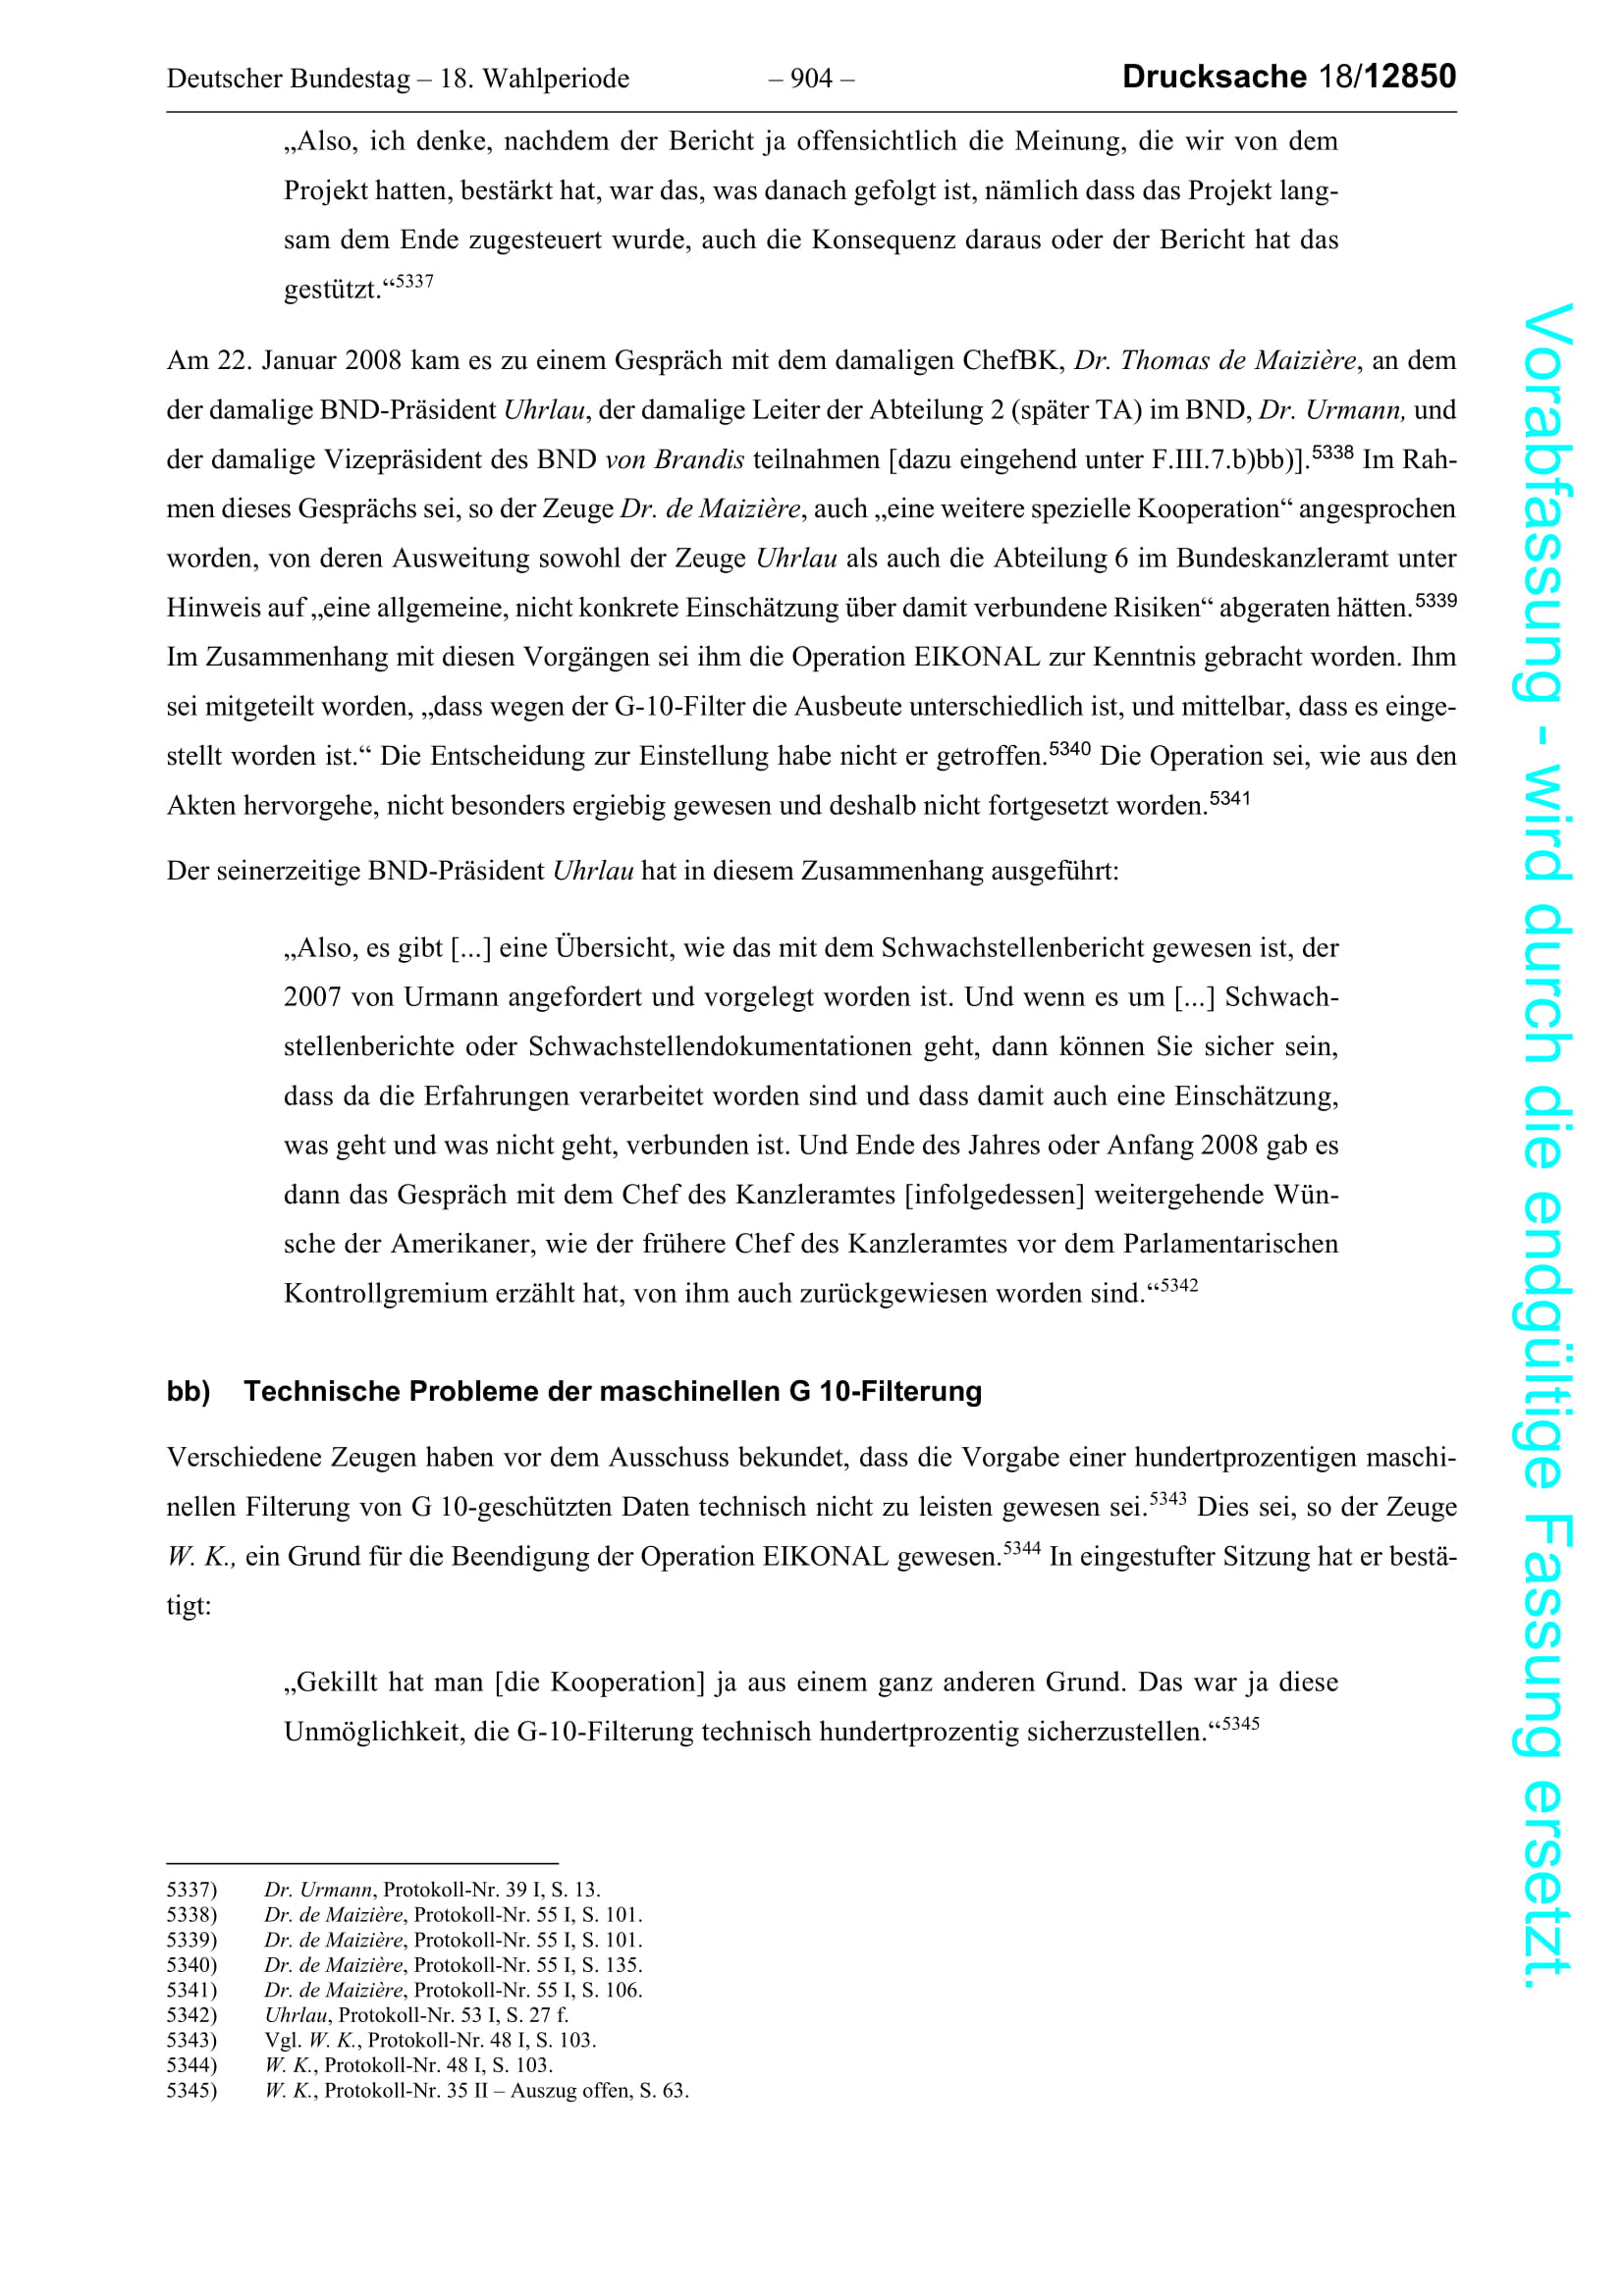 Deutscher Bundestag – 18. Wahlperiode – 904 – Drucksache 18/12850
„Also, ich denke, nachdem der Bericht ja offensichtlich die Meinung, die wir von dem
Projekt hatten, bestärkt hat, war das, was danach gefolgt ist, nämlich dass das Projekt lang-
sam dem Ende zugesteuert wurde, auch die Konsequenz daraus oder der Bericht hat das
gestützt.“5337
Am 22. Januar 2008 kam es zu einem Gespräch mit dem damaligen ChefBK, Dr. Thomas de Maizière, an dem
der damalige BND-Präsident Uhrlau, der damalige Leiter der Abteilung 2 (später TA) im BND, Dr. Urmann, und
der damalige Vizepräsident des BND von Brandis teilnahmen [dazu eingehend unter F.III.7.b)bb)].5338 Im Rah-
men dieses Gesprächs sei, so der Zeuge Dr. de Maizière, auch „eine weitere spezielle Kooperation“ angesprochen
worden, von deren Ausweitung sowohl der Zeuge Uhrlau als auch die Abteilung 6 im Bundeskanzleramt unter
Hinweis auf „eine allgemeine, nicht konkrete Einschätzung über damit verbundene Risiken“ abgeraten hätten.5339
Im Zusammenhang mit diesen Vorgängen sei ihm die Operation EIKONAL zur Kenntnis gebracht worden. Ihm
sei mitgeteilt worden, „dass wegen der G-10-Filter die Ausbeute unterschiedlich ist, und mittelbar, dass es einge-
stellt worden ist.“ Die Entscheidung zur Einstellung habe nicht er getroffen.5340 Die Operation sei, wie aus den
Akten hervorgehe, nicht besonders ergiebig gewesen und deshalb nicht fortgesetzt worden.5341
Der seinerzeitige BND-Präsident Uhrlau hat in diesem Zusammenhang ausgeführt:
„Also, es gibt [...] eine Übersicht, wie das mit dem Schwachstellenbericht gewesen ist, der
2007 von Urmann angefordert und vorgelegt worden ist. Und wenn es um [...] Schwach-
stellenberichte oder Schwachstellendokumentationen geht, dann können Sie sicher sein,
dass da die Erfahrungen verarbeitet worden sind und dass damit auch eine Einschätzung,
was geht und was nicht geht, verbunden ist. Und Ende des Jahres oder Anfang 2008 gab es
dann das Gespräch mit dem Chef des Kanzleramtes [infolgedessen] weitergehende Wün-
sche der Amerikaner, wie der frühere Chef des Kanzleramtes vor dem Parlamentarischen
Kontrollgremium erzählt hat, von ihm auch zurückgewiesen worden sind.“5342
bb) Technische Probleme der maschinellen G 10-Filterung
Verschiedene Zeugen haben vor dem Ausschuss bekundet, dass die Vorgabe einer hundertprozentigen maschi-
nellen Filterung von G 10-geschützten Daten technisch nicht zu leisten gewesen sei.5343 Dies sei, so der Zeuge
W. K., ein Grund für die Beendigung der Operation EIKONAL gewesen.5344 In eingestufter Sitzung hat er bestä-
tigt:
„Gekillt hat man [die Kooperation] ja aus einem ganz anderen Grund. Das war ja diese
Unmöglichkeit, die G-10-Filterung technisch hundertprozentig sicherzustellen.“5345
5337) Dr. Urmann, Protokoll-Nr. 39 I, S. 13.
5338) Dr. de Maizière, Protokoll-Nr. 55 I, S. 101.
5339) Dr. de Maizière, Protokoll-Nr. 55 I, S. 101.
5340) Dr. de Maizière, Protokoll-Nr. 55 I, S. 135.
5341) Dr. de Maizière, Protokoll-Nr. 55 I, S. 106.
5342) Uhrlau, Protokoll-Nr. 53 I, S. 27 f.
5343) Vgl. W. K., Protokoll-Nr. 48 I, S. 103.
5344) W. K., Protokoll-Nr. 48 I, S. 103.
5345) W. K., Protokoll-Nr. 35 II – Auszug offen, S. 63.
Vorabfassung - wird durch die endgültige Fassung ersetzt.